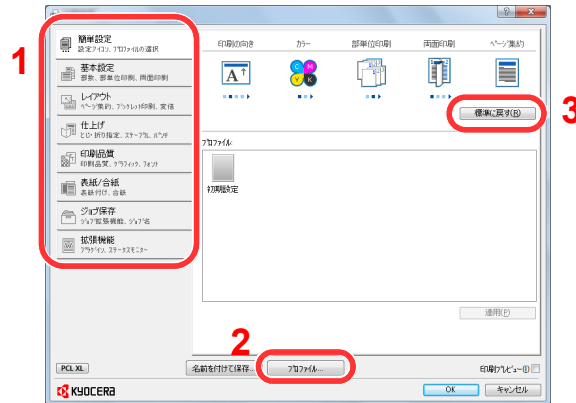 1
簡単設定
設定アイコン、プロファイルの選択
基本設定
部数、部単位印刷、両面印刷
レイアウト
ページ集約、ブックレット印刷、変倍
仕上げ
とじ・折り指定、ステープル、パンチ
印刷品質
印刷品質、グラフィック、フォント
表紙/合紙
表紙付け、合紙
ジョブ保存
ジョブ拡張機能、ジョブ名
拡張機能
プラグイン、ステータスモニター
印刷の向き
カラー
部単位印刷
両面印刷
ページ集約
A
C
M
Y
K
標準に戻す(R)
3
プロファイル:
初期設定
適用(P)
2
PCL XL
名前を付けて保存...
プロファイル...
印刷プレビュー(I)
KYOCERA
OK
キャンセル